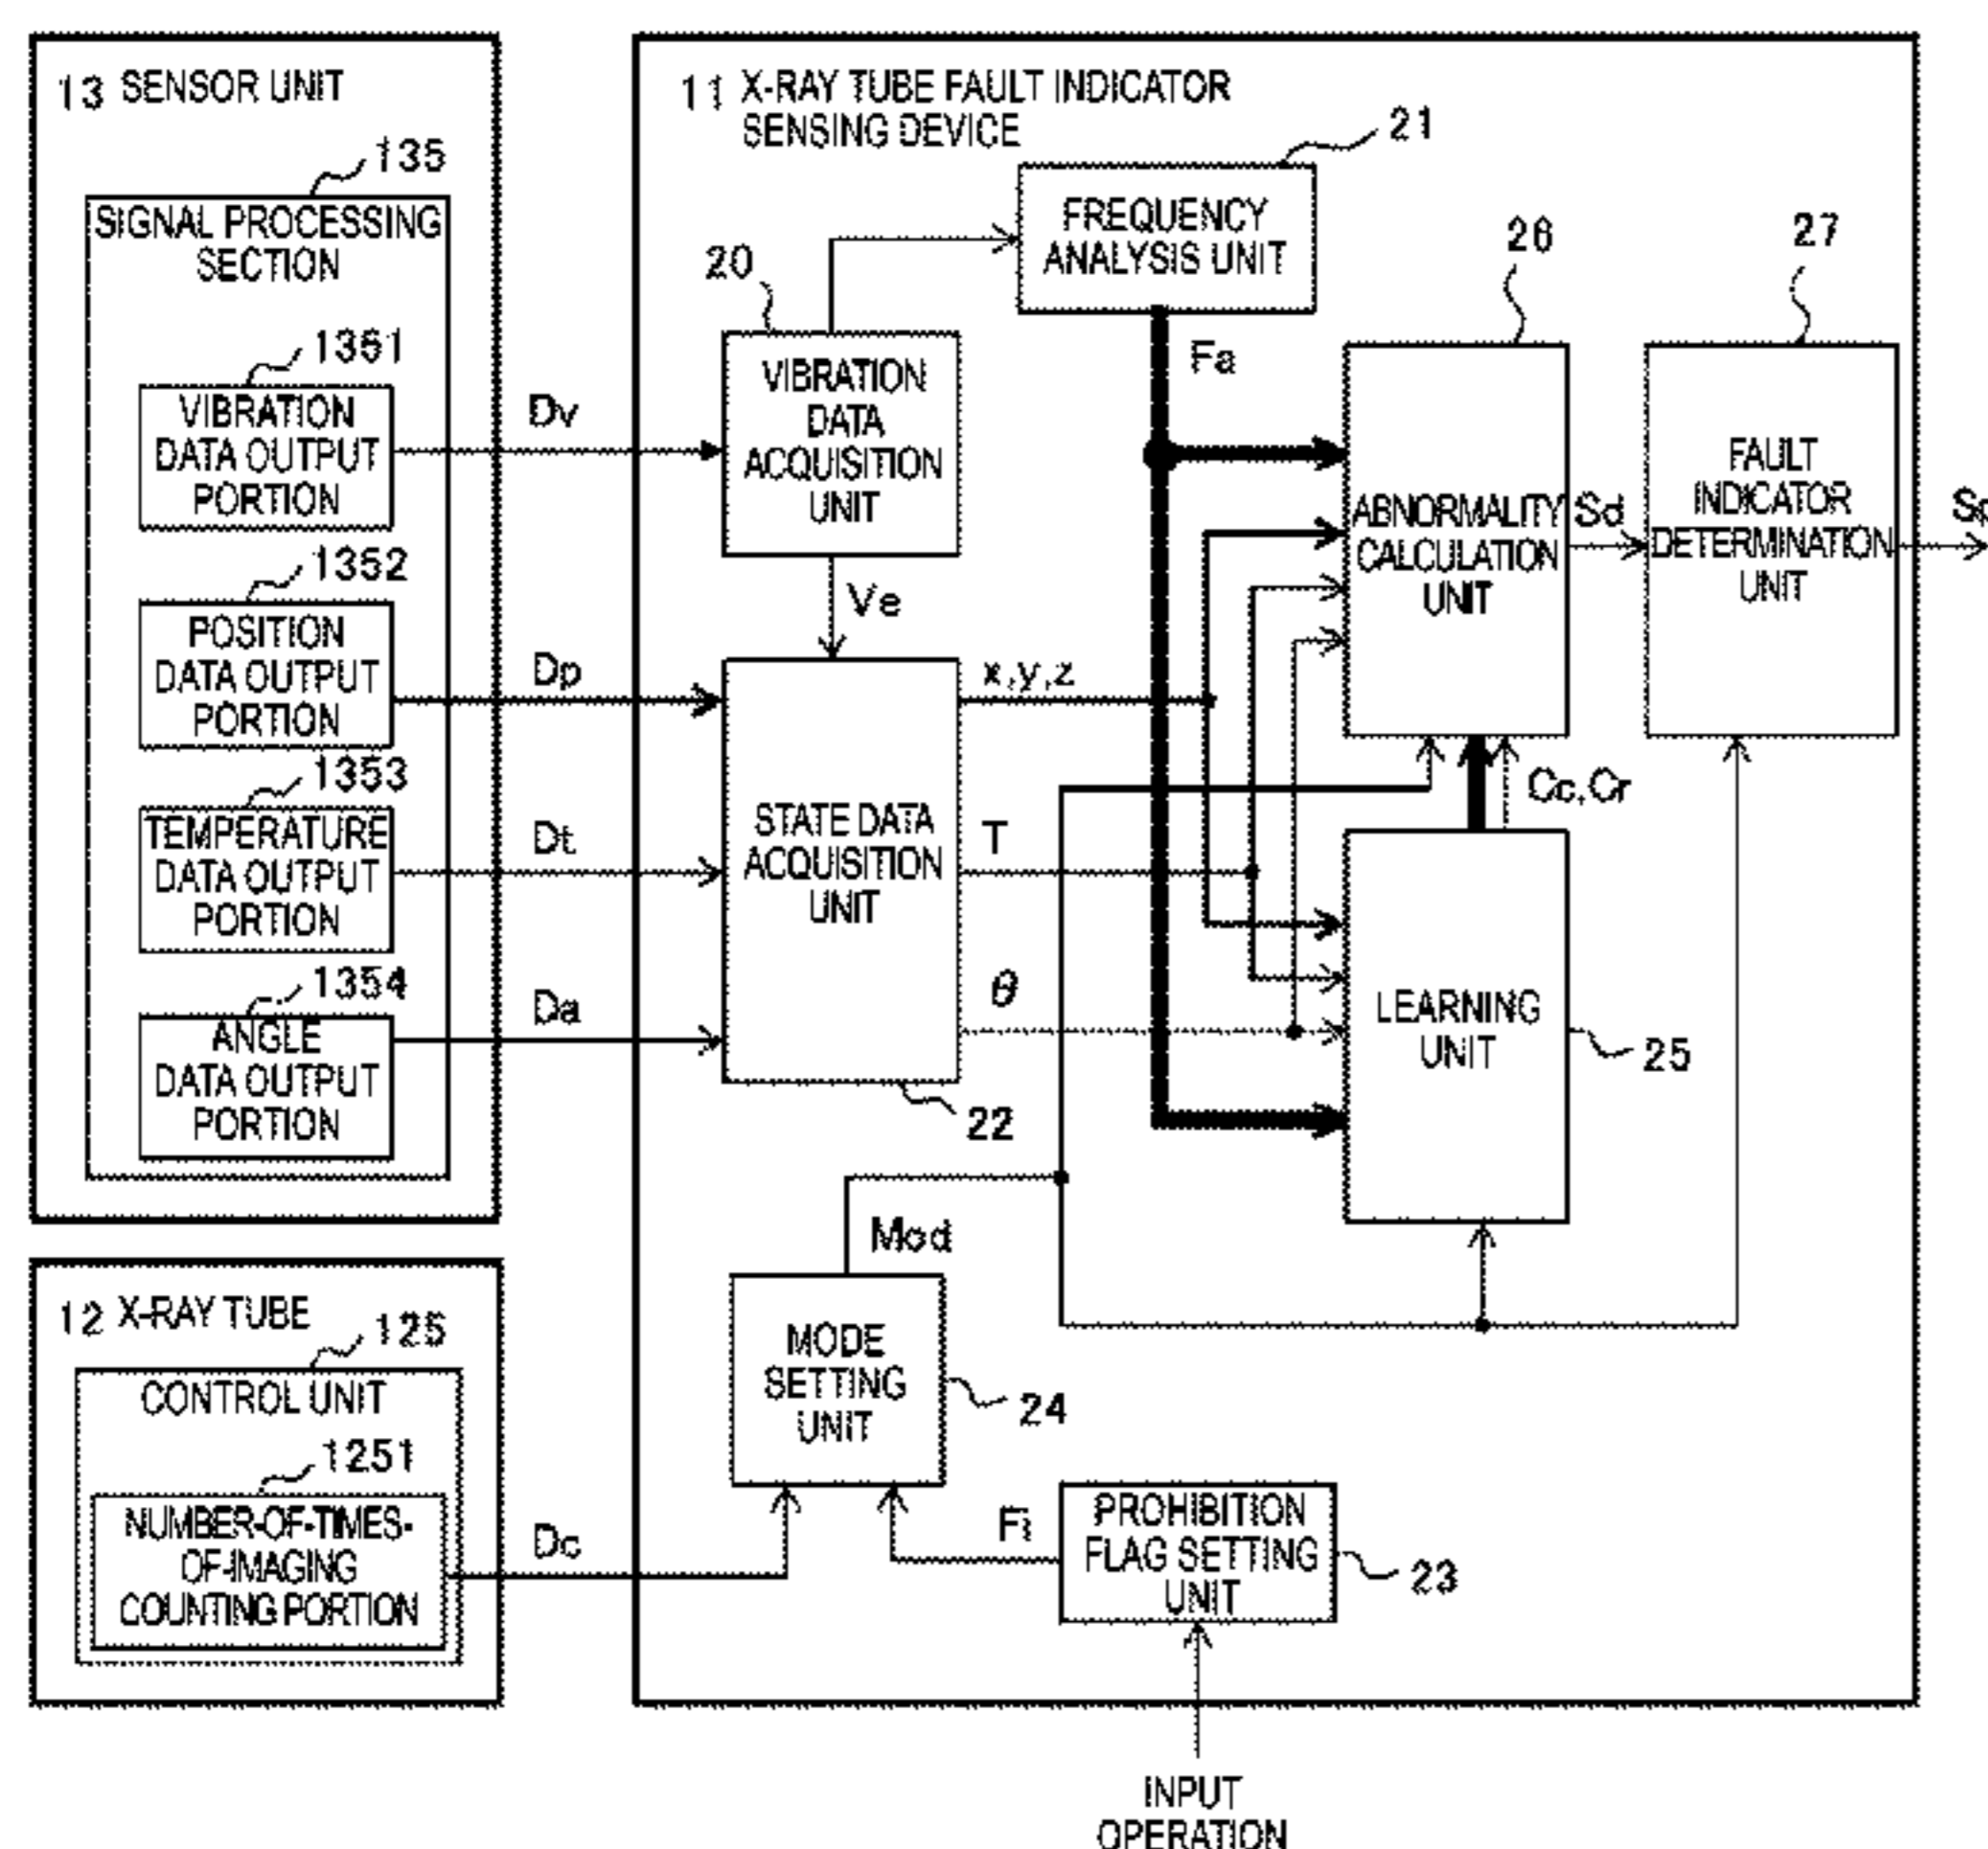 13 SENSOR UNIT
135
SIGNAL PROCESSING
SECTION
1351
VIBRATION
DATA OUTPUT
PORTION
1352
POSITION
DATA OUTPUT
PORTION
1353
TEMPERATURE
DATA OUTPUT
PORTION
1354
ANGLE
DATA OUTPUT
PORTION
12 X-RAY TUBE
125
CONTROL UNIT
1251
NUMBER-OF-TIMES-
OF-IMAGING
COUNTING PORTION
Dv
Dp
Dt
Da
Dc
11 X-RAY TUBE FAULT INDICATOR
SENSING DEVICE
21
FREQUENCY
ANALYSIS UNIT
20
VIBRATION
DATA
ACQUISITION
UNIT
Fa
Ve
STATE DATA
ACQUISITION
UNIT
22
x,y,z
T
θ
26
ABNORMALITY
CALCULATION
UNIT
Sd
27
FAULT
INDICATOR
DETERMINATION
UNIT
Cc,Cr
LEARNING
UNIT
25
Mod
MODE
SETTING
UNIT
24
Fi
PROHIBITION
FLAG SETTING
UNIT
23
INPUT
OPERATION